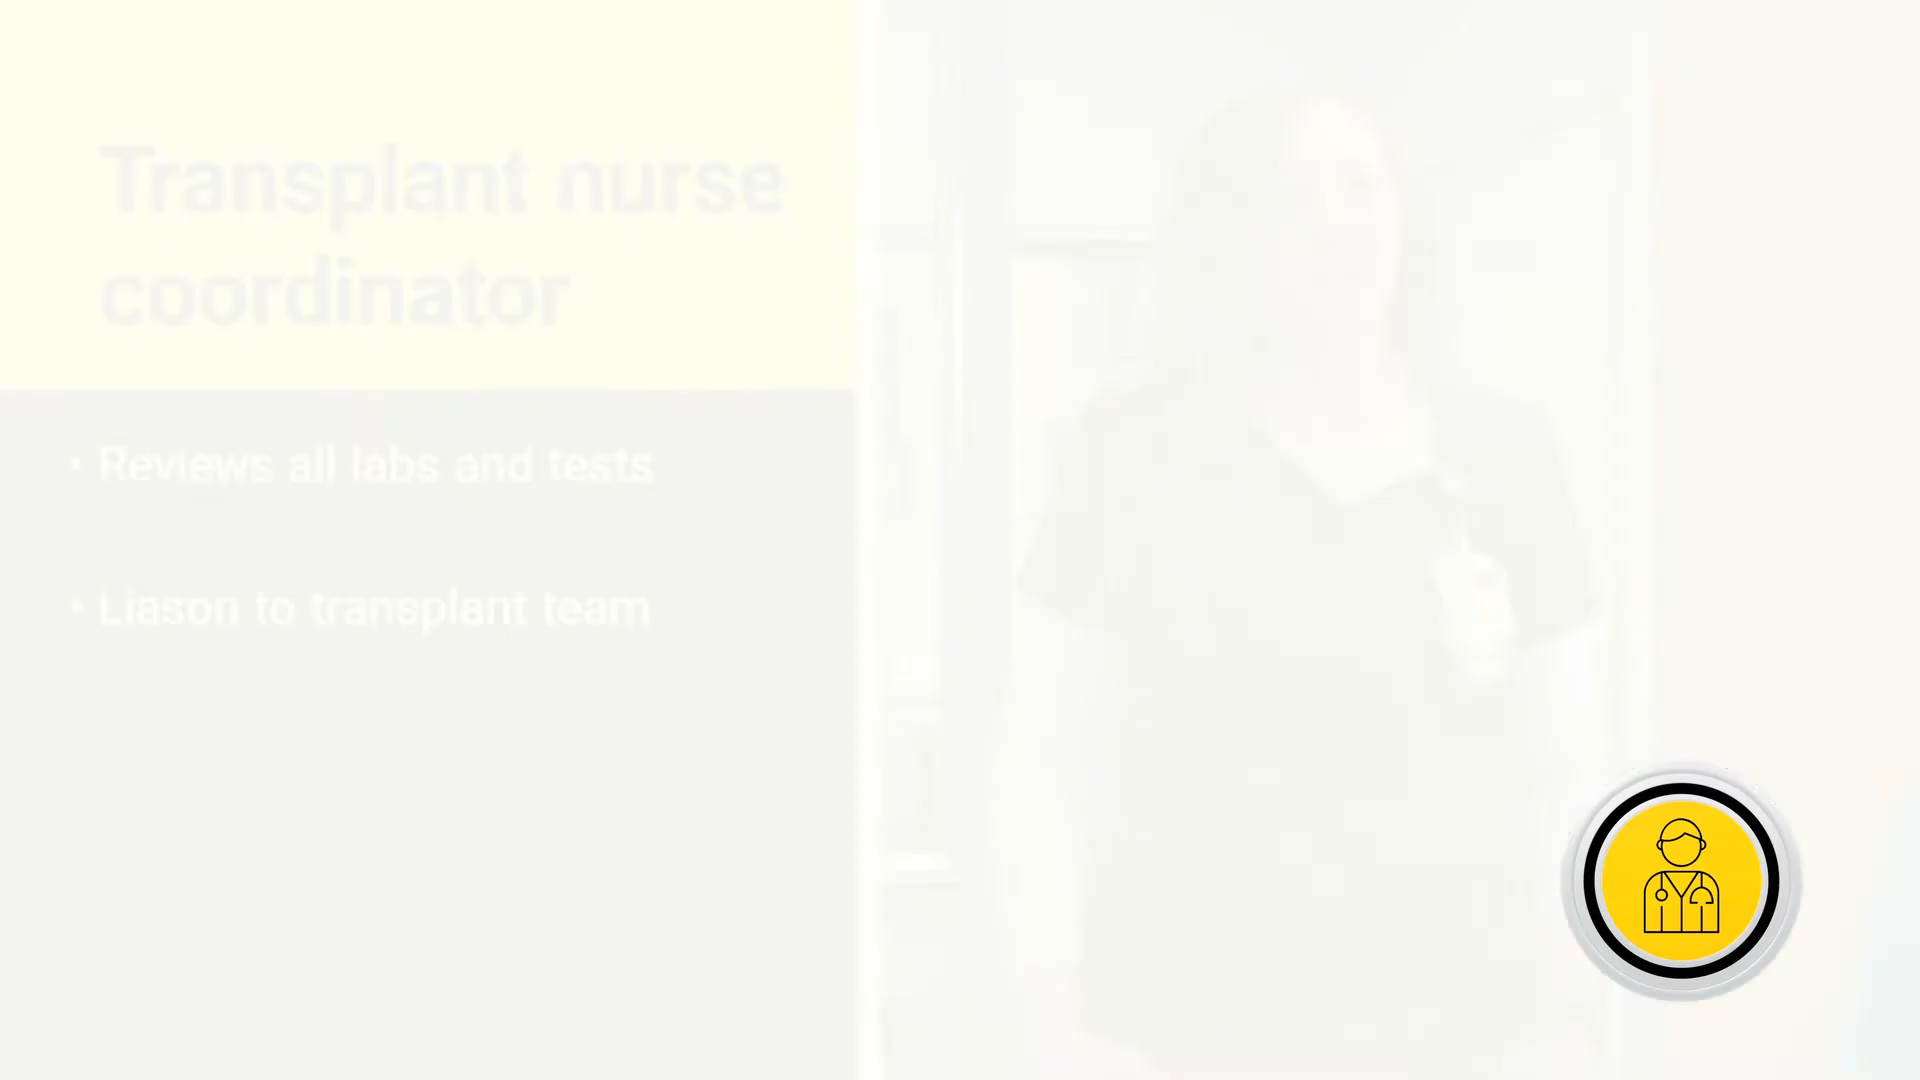 Transplant nurse
coordinator
• Reviews all labs and tests
• Liason to transplant team